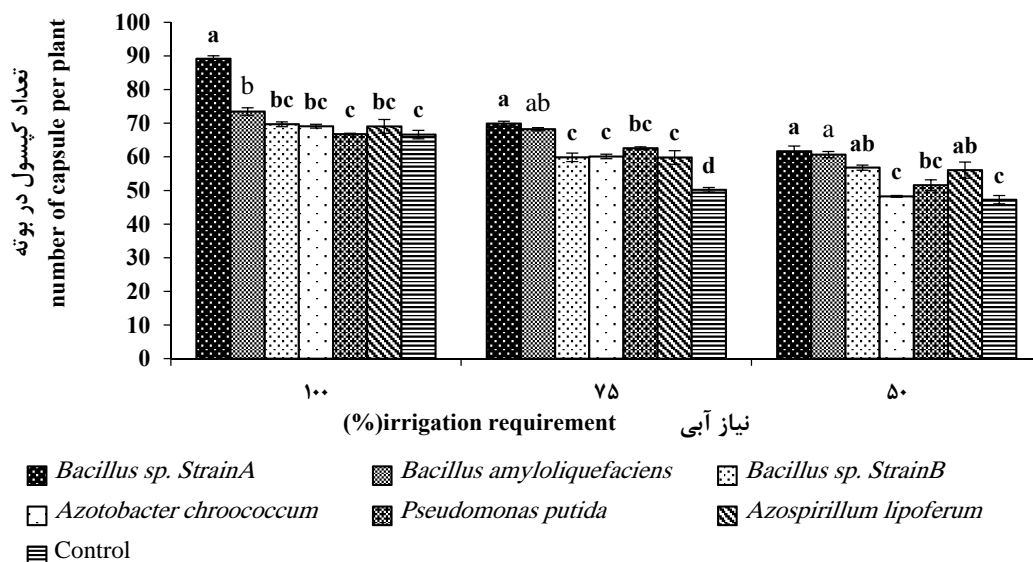 تعداد کپسول در بوته
number of capsule per plant
100
90
80
70
60
50
40
30
20
10
0
a b bc bc c bc c
a ab c c bc c d
a a ab c bc ab c
۱۰۰ ۷۵ ۵۰
(%)irrigation requirement نیاز آبی
Bacillus sp. StrainA Bacillus amyloliquefaciens Bacillus sp. StrainB
Azotobacter chroococcum Pseudomonas putida Azospirillum lipoferum
Control